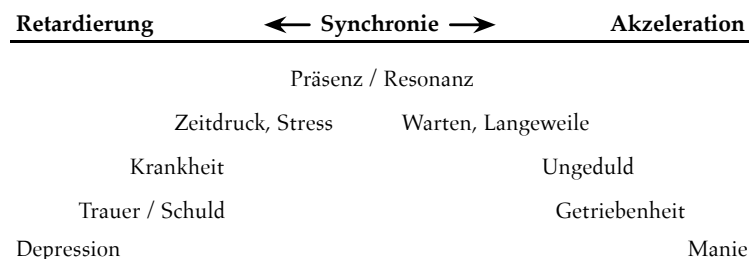 Retardierung Synchronie Akzeleration
Präsenz / Resonanz
Zeitdruck, Stress Warten, Langeweile
Krankheit Ungeduld
Trauer / Schuld Getriebenheit
Depression Manie